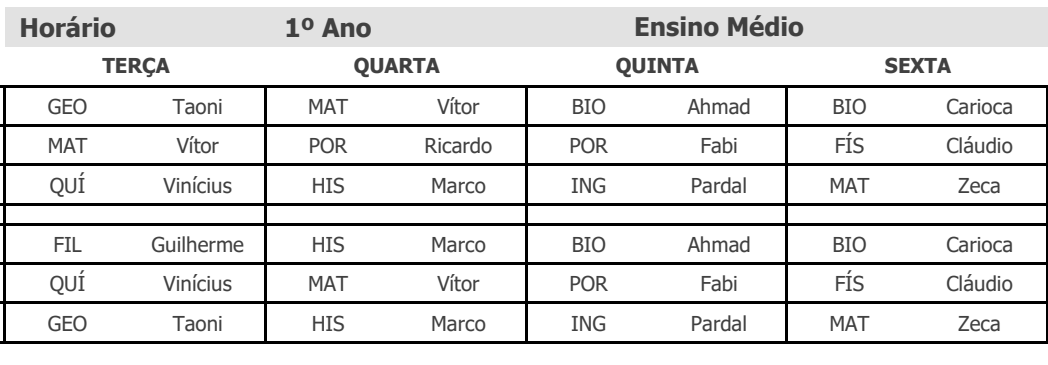 Horário 1º Ano Ensino Médio
TERÇA QUARTA QUINTA SEXTA
GEO Taoni MAT Vítor BIO Ahmad BIO Carioca
MAT Vítor POR Ricardo POR Fabi FÍS Cláudio
QUÍ Vinícius HIS Marco ING Pardal MAT Zeca
FIL Guilherme HIS Marco BIO Ahmad BIO Carioca
QUÍ Vinícius MAT Vítor POR Fabi FÍS Cláudio
GEO Taoni HIS Marco ING Pardal MAT Zeca